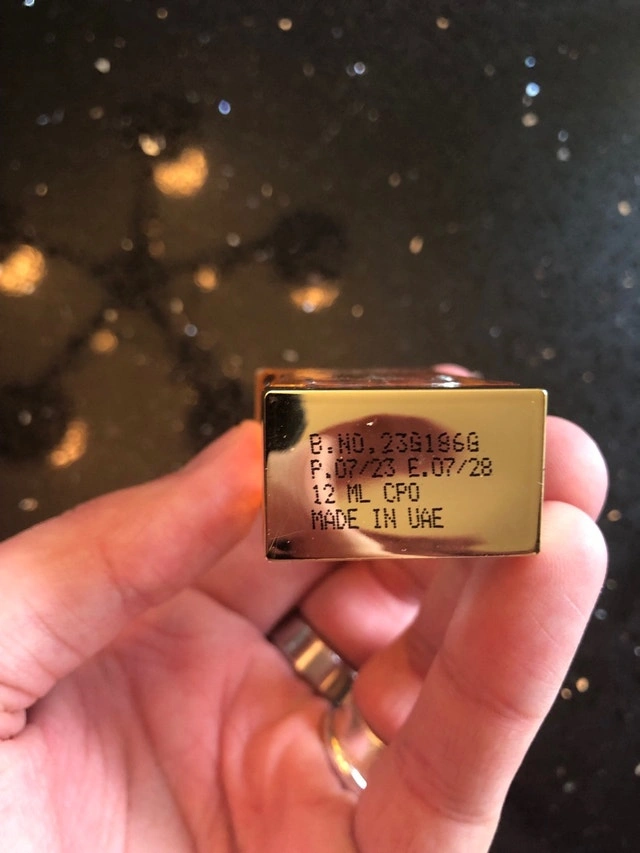 B.NO.23G186G
P.07/23 E.07/28
12 ML CPO
MADE IN UAE